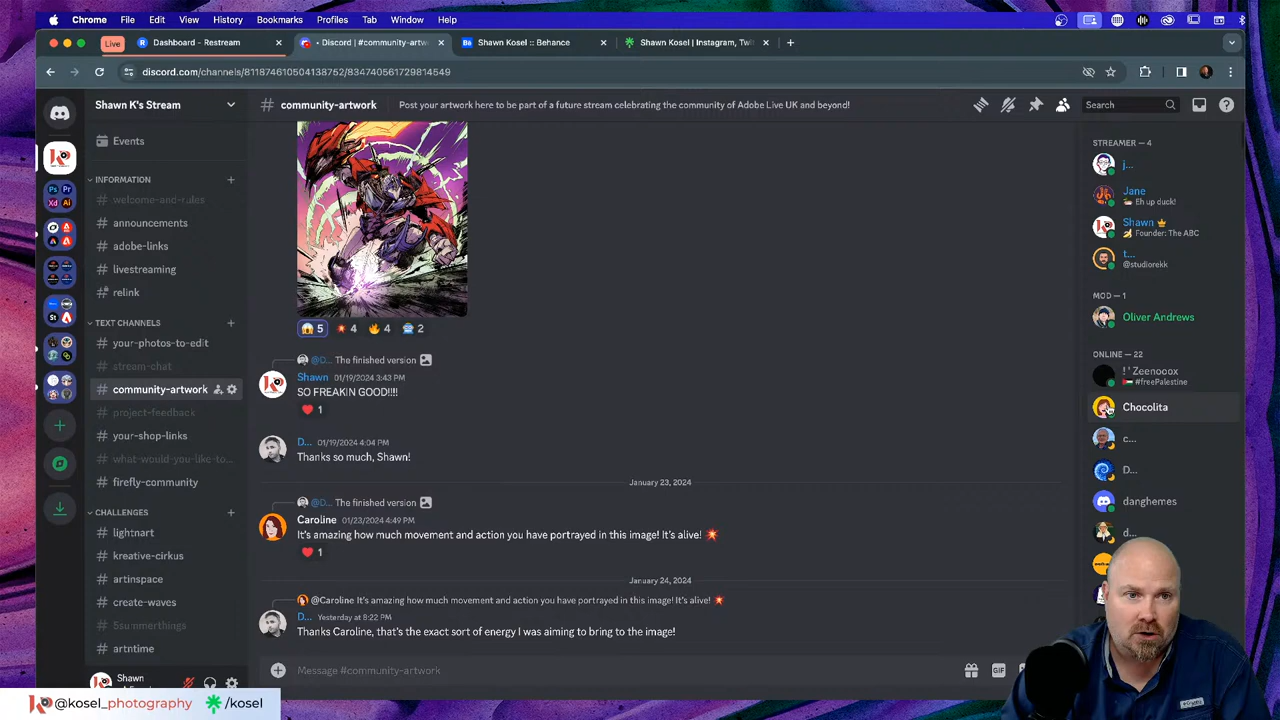 Chrome File Edit View History Bookmarks Profiles Tab Window Help
Live Dashboard - Restream • Discord | #community-artw Shawn Kosel :: Behance Shawn Kosel | Instagram, Twit
discord.com/channels/811874610504138752/834740561729814549
Shawn K's Stream
# community-artwork Post your artwork here to be part of a future stream celebrating the community of Adobe Live UK and beyond! Search
Events
INFORMATION
# welcome-and-rules
# announcements
# adobe-links
# livestreaming
# relink
TEXT CHANNELS
# your-photos-to-edit
# stream-chat
# community-artwork
# project-feedback
# your-shop-links
# what-would-you-like-to...
# firefly-community
CHALLENGES
# lightnart
# kreative-cirkus
# artinspace
# create-waves
# 5summerthings
# artntime
Shawn
5 4 4 2
@D... The finished version
Shawn 01/19/2024 3:43 PM
SO FREAKIN GOOD!!!!
1
D... 01/19/2024 4:04 PM
Thanks so much, Shawn!
January 23, 2024
@D... The finished version
Caroline 01/23/2024 4:49 PM
It's amazing how much movement and action you have portrayed in this image! It's alive!
1
January 24, 2024
@Caroline It's amazing how much movement and action you have portrayed in this image! It's alive!
D... Yesterday at 8:22 PM
Thanks Caroline, that's the exact sort of energy I was aiming to bring to the image!
Message #community-artwork
GIF
STREAMER — 4
j...
Jane
Eh up duck!
Shawn
Founder: The ABC
t...
@studiorekk
MOD — 1
Oliver Andrews
ONLINE — 22
! ' Zeenooox
#freePalestine
Chocolita
c...
D...
danghemes
d...
@kosel_photography /kosel